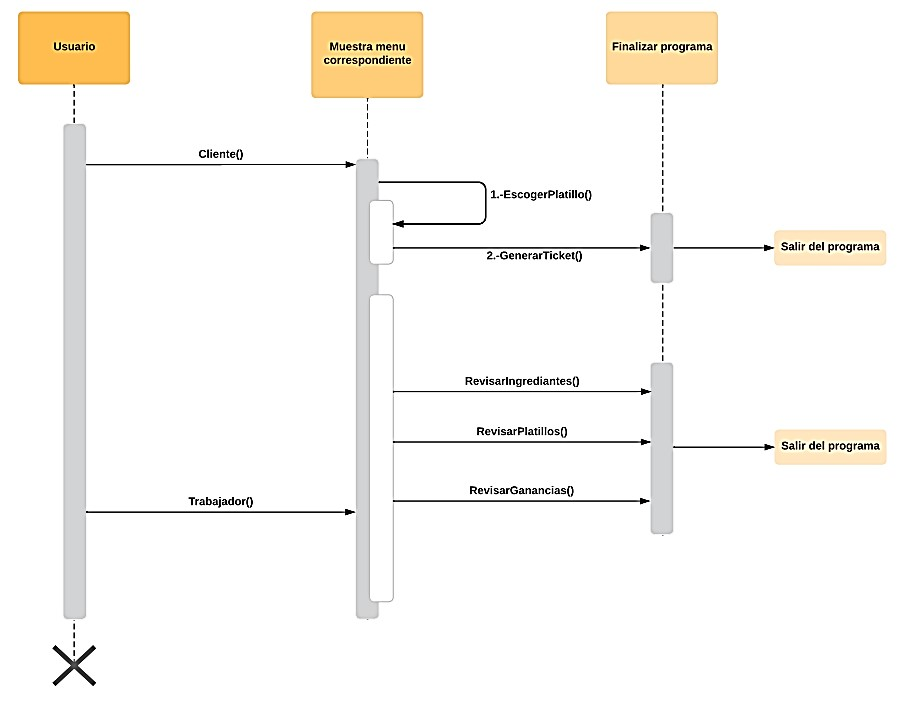 Usuario
Muestra menu
correspondiente
Finalizar programa
Cliente()
1.-EscogerPlatillo()
2.-GenerarTicket()
Salir del programa
RevisarIngrediantes()
RevisarPlatillos()
Salir del programa
RevisarGanancias()
Trabajador()